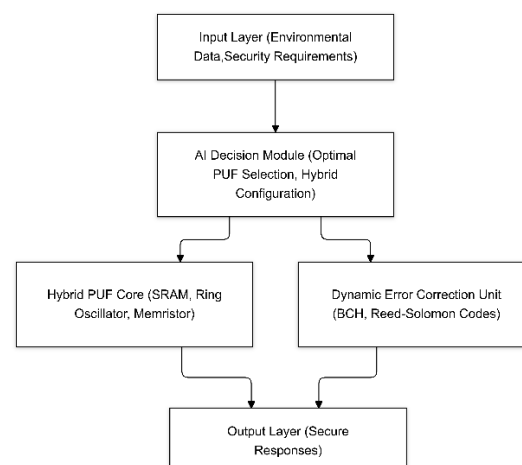 Input Layer (Environmental
Data,Security Requirements)
AI Decision Module (Optimal
PUF Selection, Hybrid
Configuration)
Hybrid PUF Core (SRAM, Ring
Oscillator, Memristor)
Dynamic Error Correction Unit
(BCH, Reed-Solomon Codes)
Output Layer (Secure
Responses)